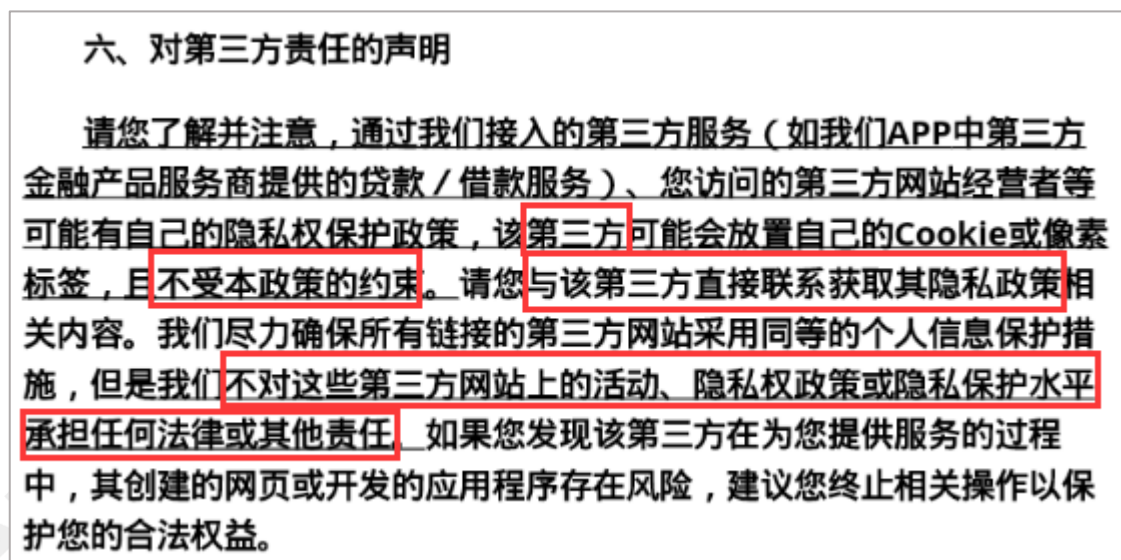 六、对第三方责任的声明
请您了解并注意，通过我们接入的第三方服务（如我们APP中第三方
金融产品服务商提供的贷款／借款服务）、您访问的第三方网站经营者等
可能有自己的隐私权保护政策，该第三方可能会放置自己的Cookie或像素
标签，且不受本政策的约束。请您与该第三方直接联系获取其隐私政策相
关内容。我们尽力确保所有链接的第三方网站采用同等的个人信息保护措
施，但是我们不对这些第三方网站上的活动、隐私权政策或隐私保护水平
承担任何法律或其他责任。如果您发现该第三方在为您提供服务的过程
中，其创建的网页或开发的应用程序存在风险，建议您终止相关操作以保
护您的合法权益。